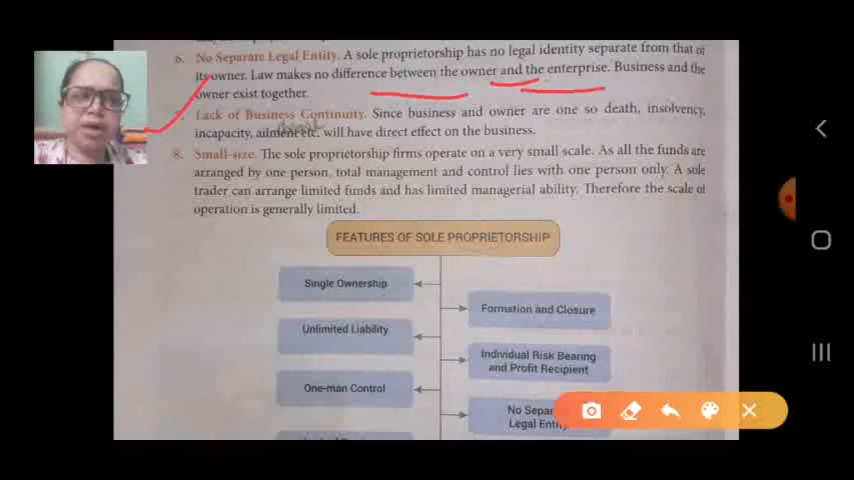 6. No Separate Legal Entity. A sole proprietorship has no legal identity separate from that of
its owner. Law makes no difference between the owner and the enterprise. Business and the
owner exist together.
Lack of Business Continuity. Since business and owner are one so death, insolvency,
incapacity, ailment etc. will have direct effect on the business.
8. Small-size. The sole proprietorship firms operate on a very small scale. As all the funds are
arranged by one person, total management and control lies with one person only. A sole
trader can arrange limited funds and has limited managerial ability. Therefore the scale of
operation is generally limited.
FEATURES OF SOLE PROPRIETORSHIP
Single Ownership
Formation and Closure
Unlimited Liability
Individual Risk Bearing
and Profit Recipient
One-man Control
No Separ
Legal Entity